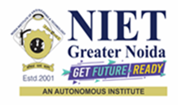 NIET
Greater Noida
GET FUTURE READY
Estd.2001
AN AUTONOMOUS INSTITUTE